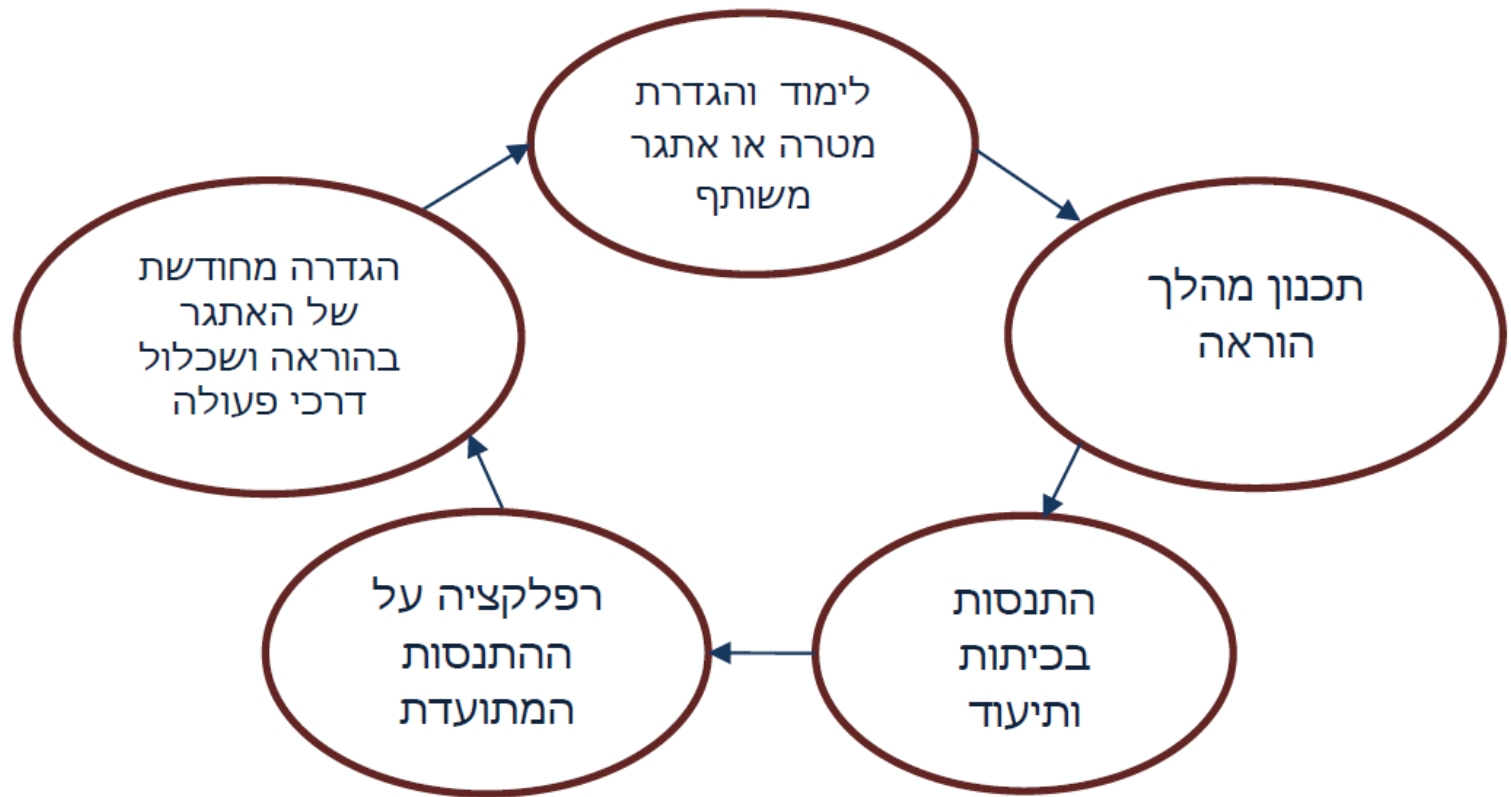 לימוד והגדרת
מטרה או אתגר
משותף
תכנון מהלך
הוראה
התנסות
בכיתות
ותיעוד
רפלקציה על
ההתנסות
המתועדת
הגדרה מחודשת
של האתגר
בהוראה ושכלול
דרכי פעולה